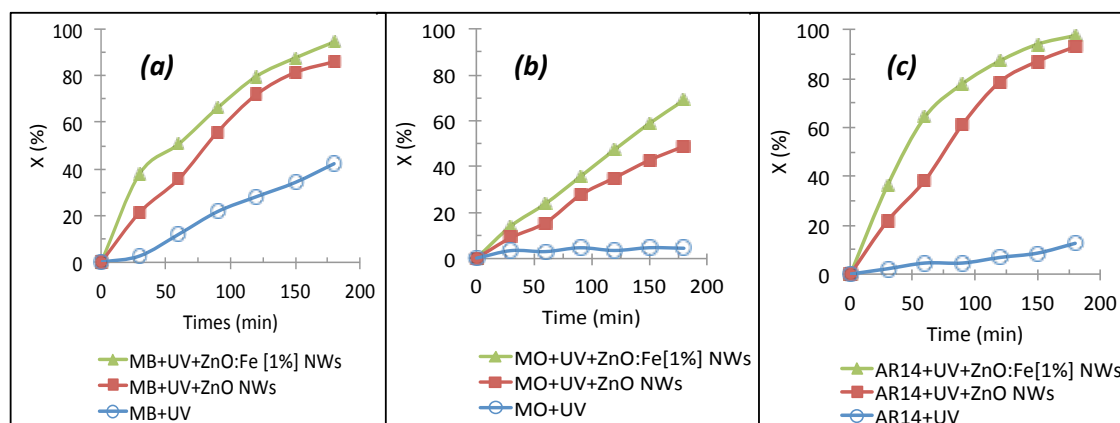 (a)
X (%)
100
80
60
40
20
0
0 50 100 150 200
Times (min)
MB+UV+ZnO:Fe [1%] NWs
MB+UV+ZnO NWs
MB+UV
(b)
X (%)
100
80
60
40
20
0
0 50 100 150 200
Time (min)
MO+UV+ZnO:Fe[1%] NWs
MO+UV+ZnO NWs
MO+UV
(c)
X (%)
100
80
60
40
20
0
0 50 100 150 200
Time (min)
AR14+UV+ZnO:Fe[1%] NWs
AR14+UV+ZnO NWs
AR14+UV